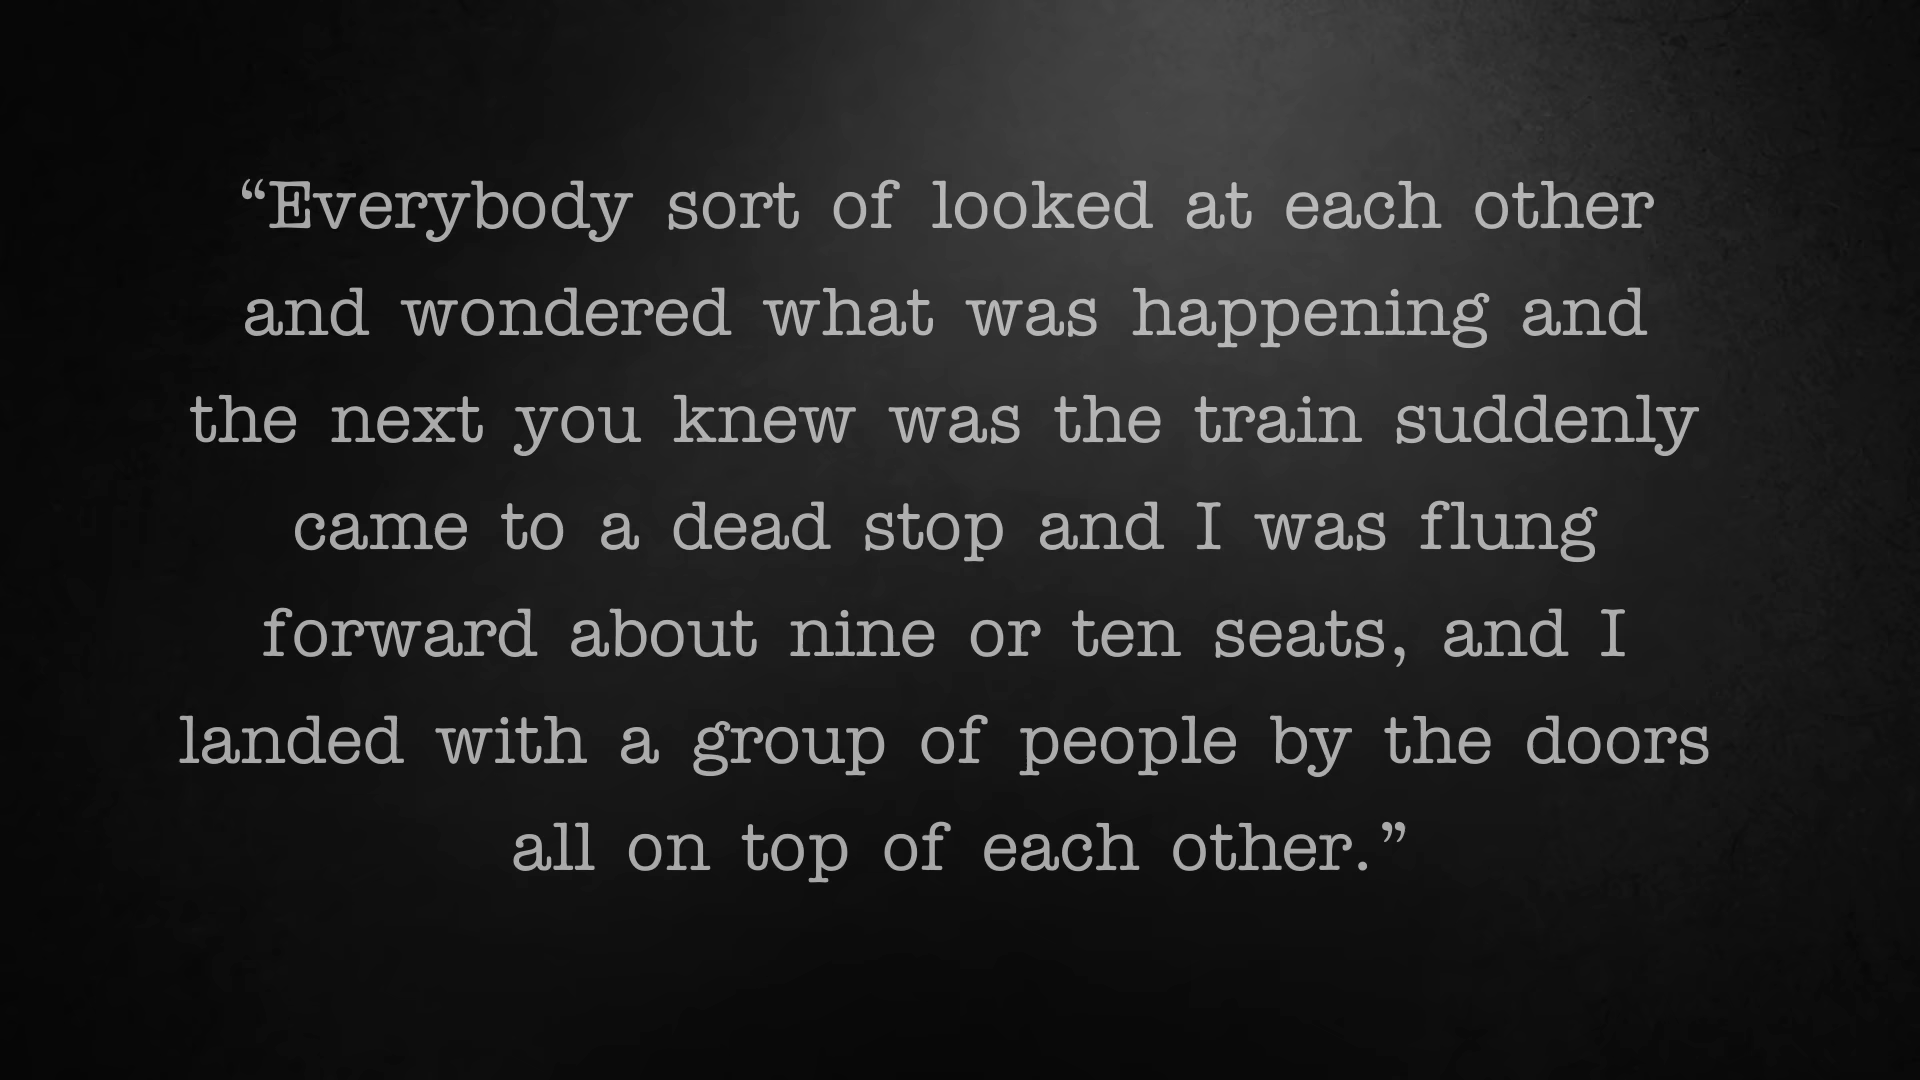 “Everybody sort of looked at each other
and wondered what was happening and
the next you knew was the train suddenly
came to a dead stop and I was flung
forward about nine or ten seats, and I
landed with a group of people by the doors
all on top of each other.”